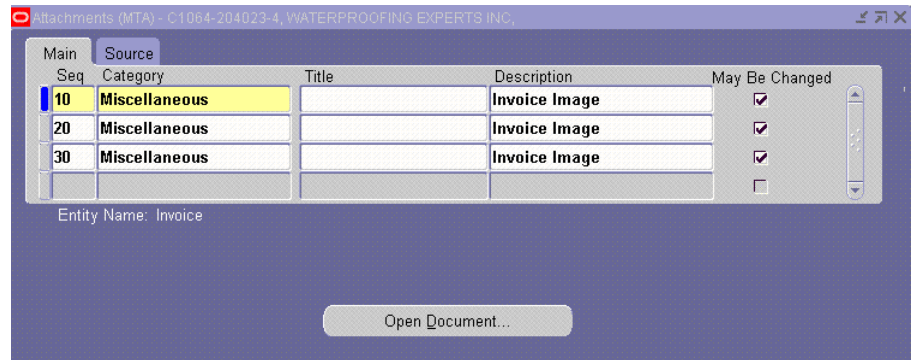 Attachments (MTA) - C1064-204023-4, WATERPROOFING EXPERTS INC,
Main Source
Seq Category Title Description May Be Changed
10 Miscellaneous Invoice Image
20 Miscellaneous Invoice Image
30 Miscellaneous Invoice Image
Entity Name: Invoice
Open Document...